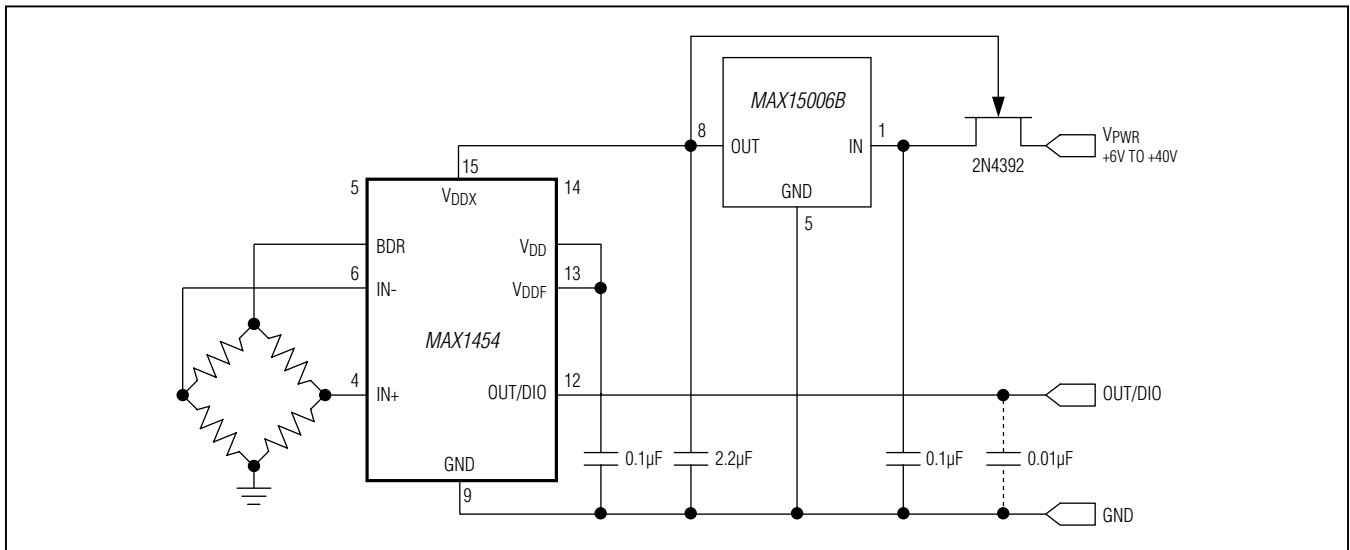 MAX15006B
8
OUT
IN
1
GND
5
2N4392
VPWR
+6V TO +40V
15
5
VDDX
14
BDR
VDD
6
13
IN-
VDDF
MAX1454
4
IN+
OUT/DIO
12
OUT/DIO
GND
9
0.1µF
2.2µF
0.1µF
0.01µF
GND